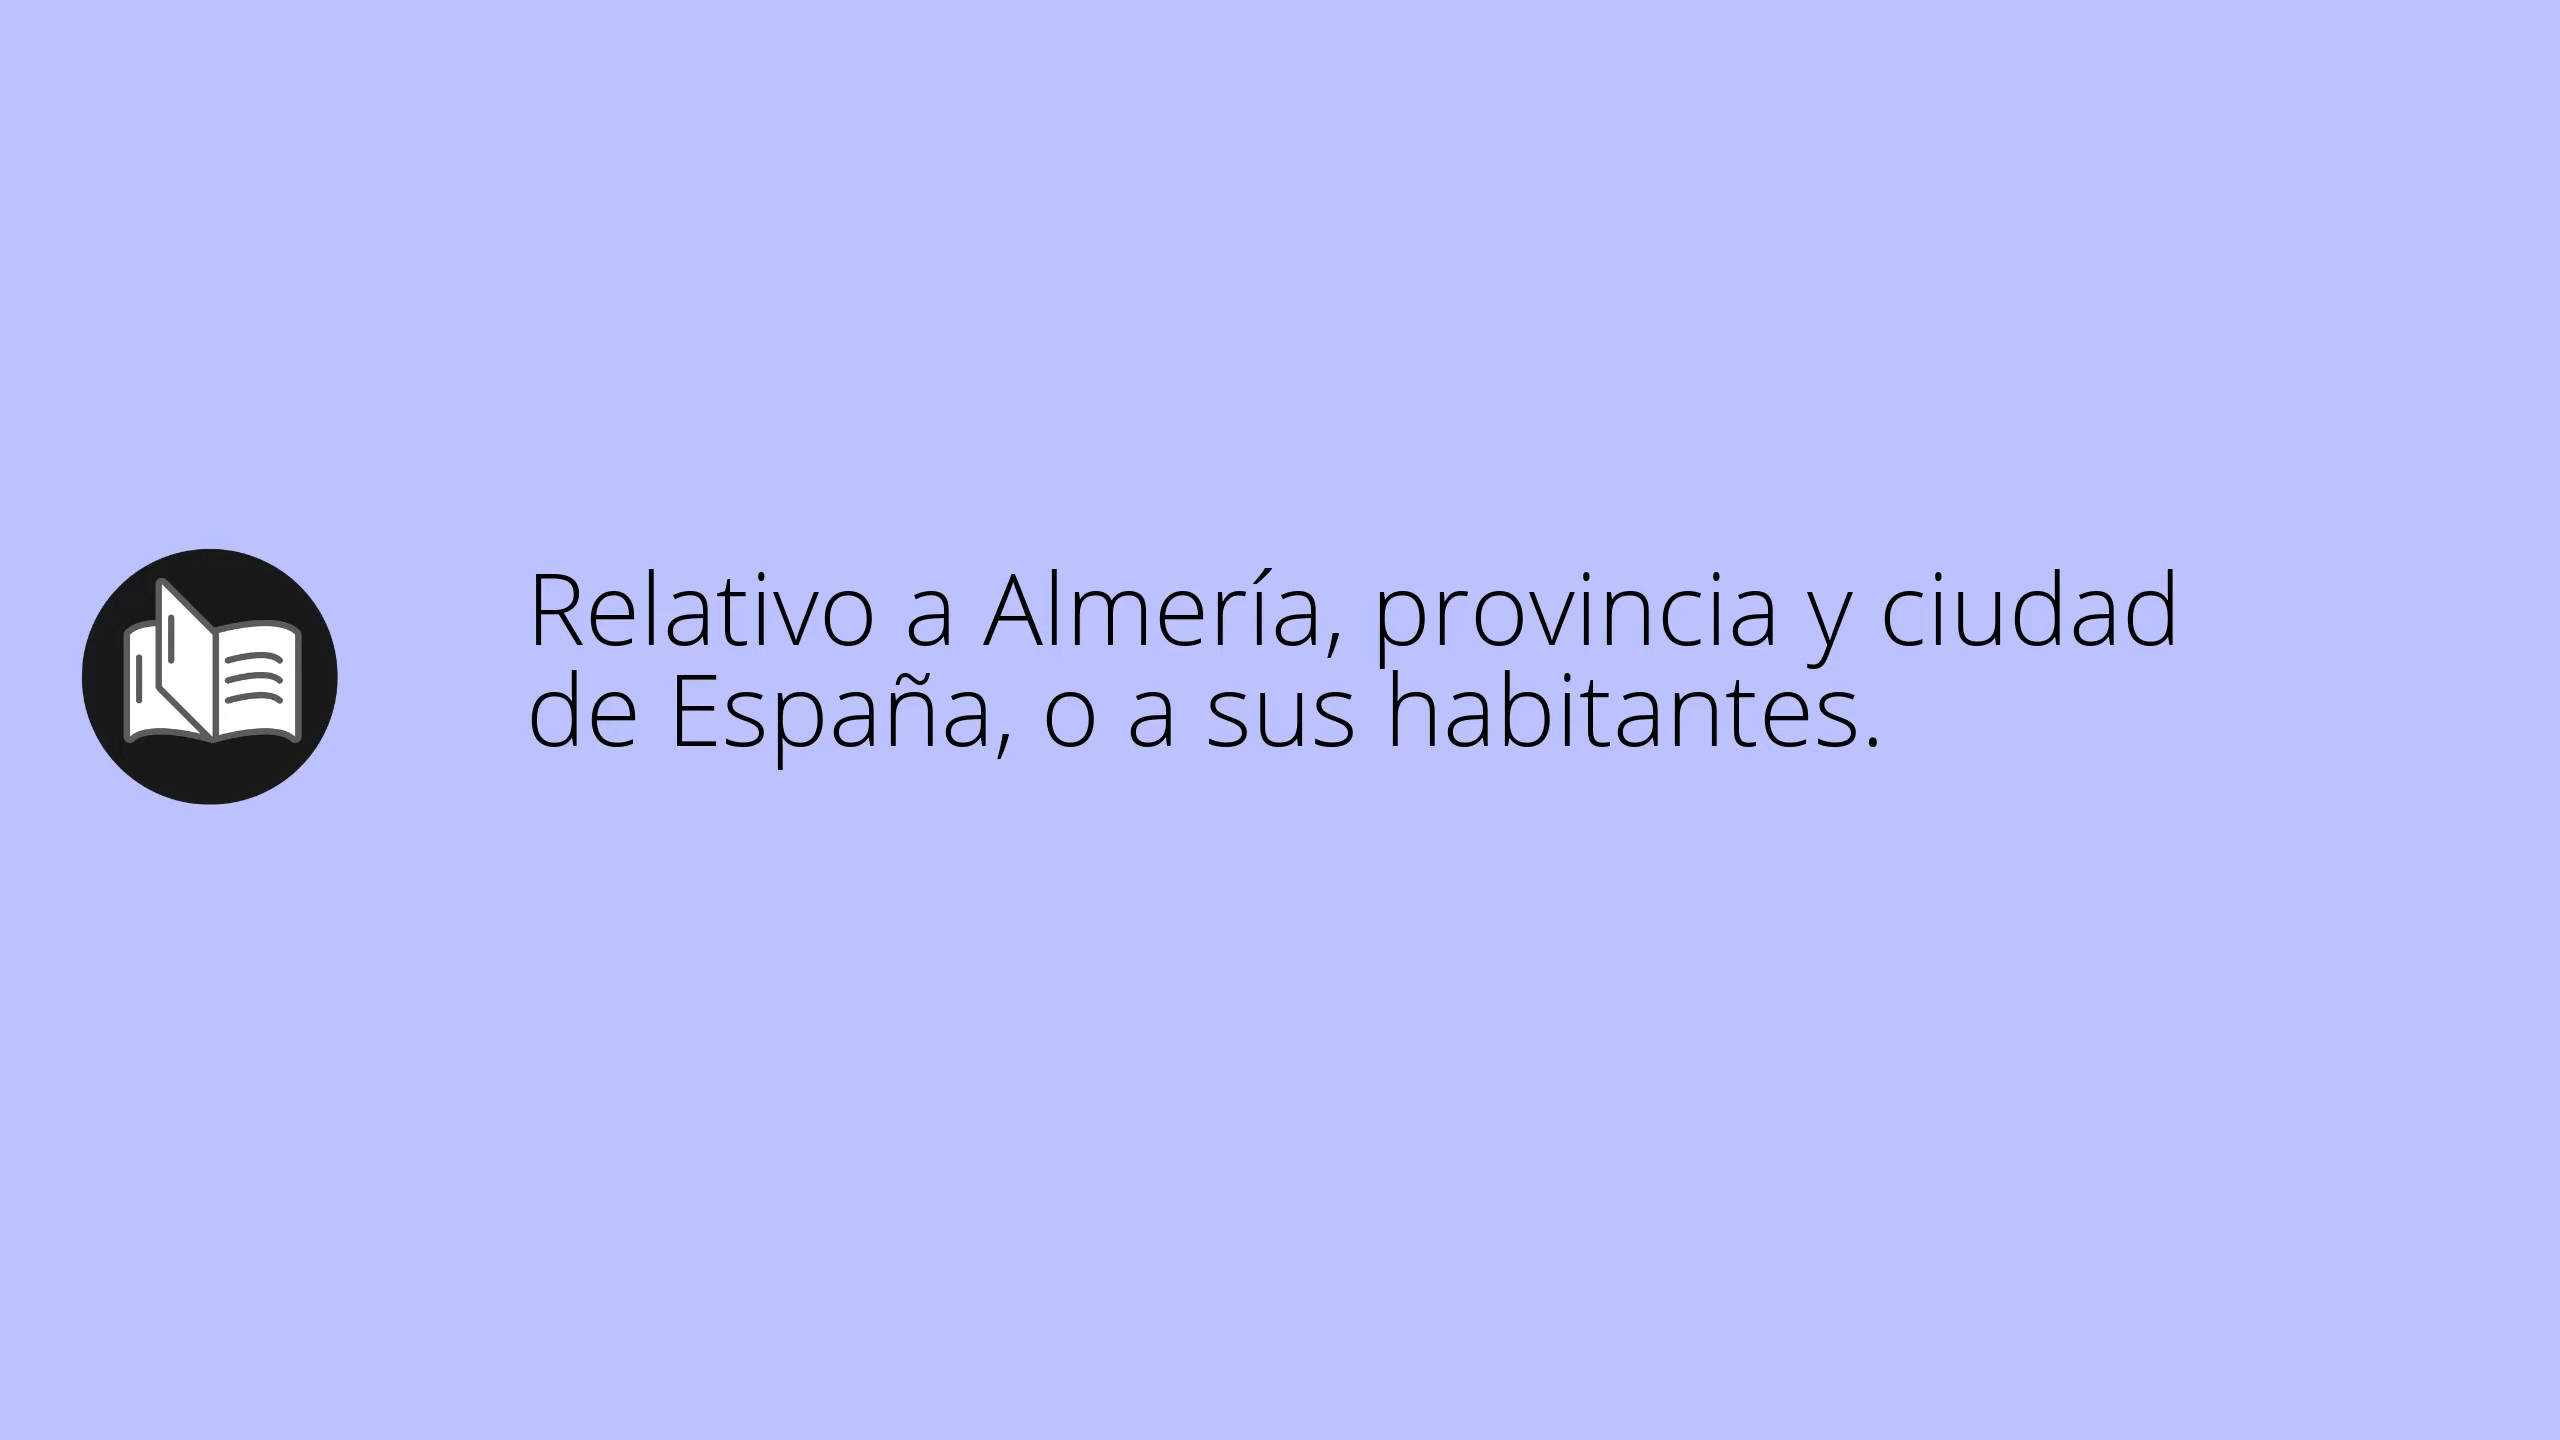 Relativo a Almería, provincia y ciudad
de España, o a sus habitantes.